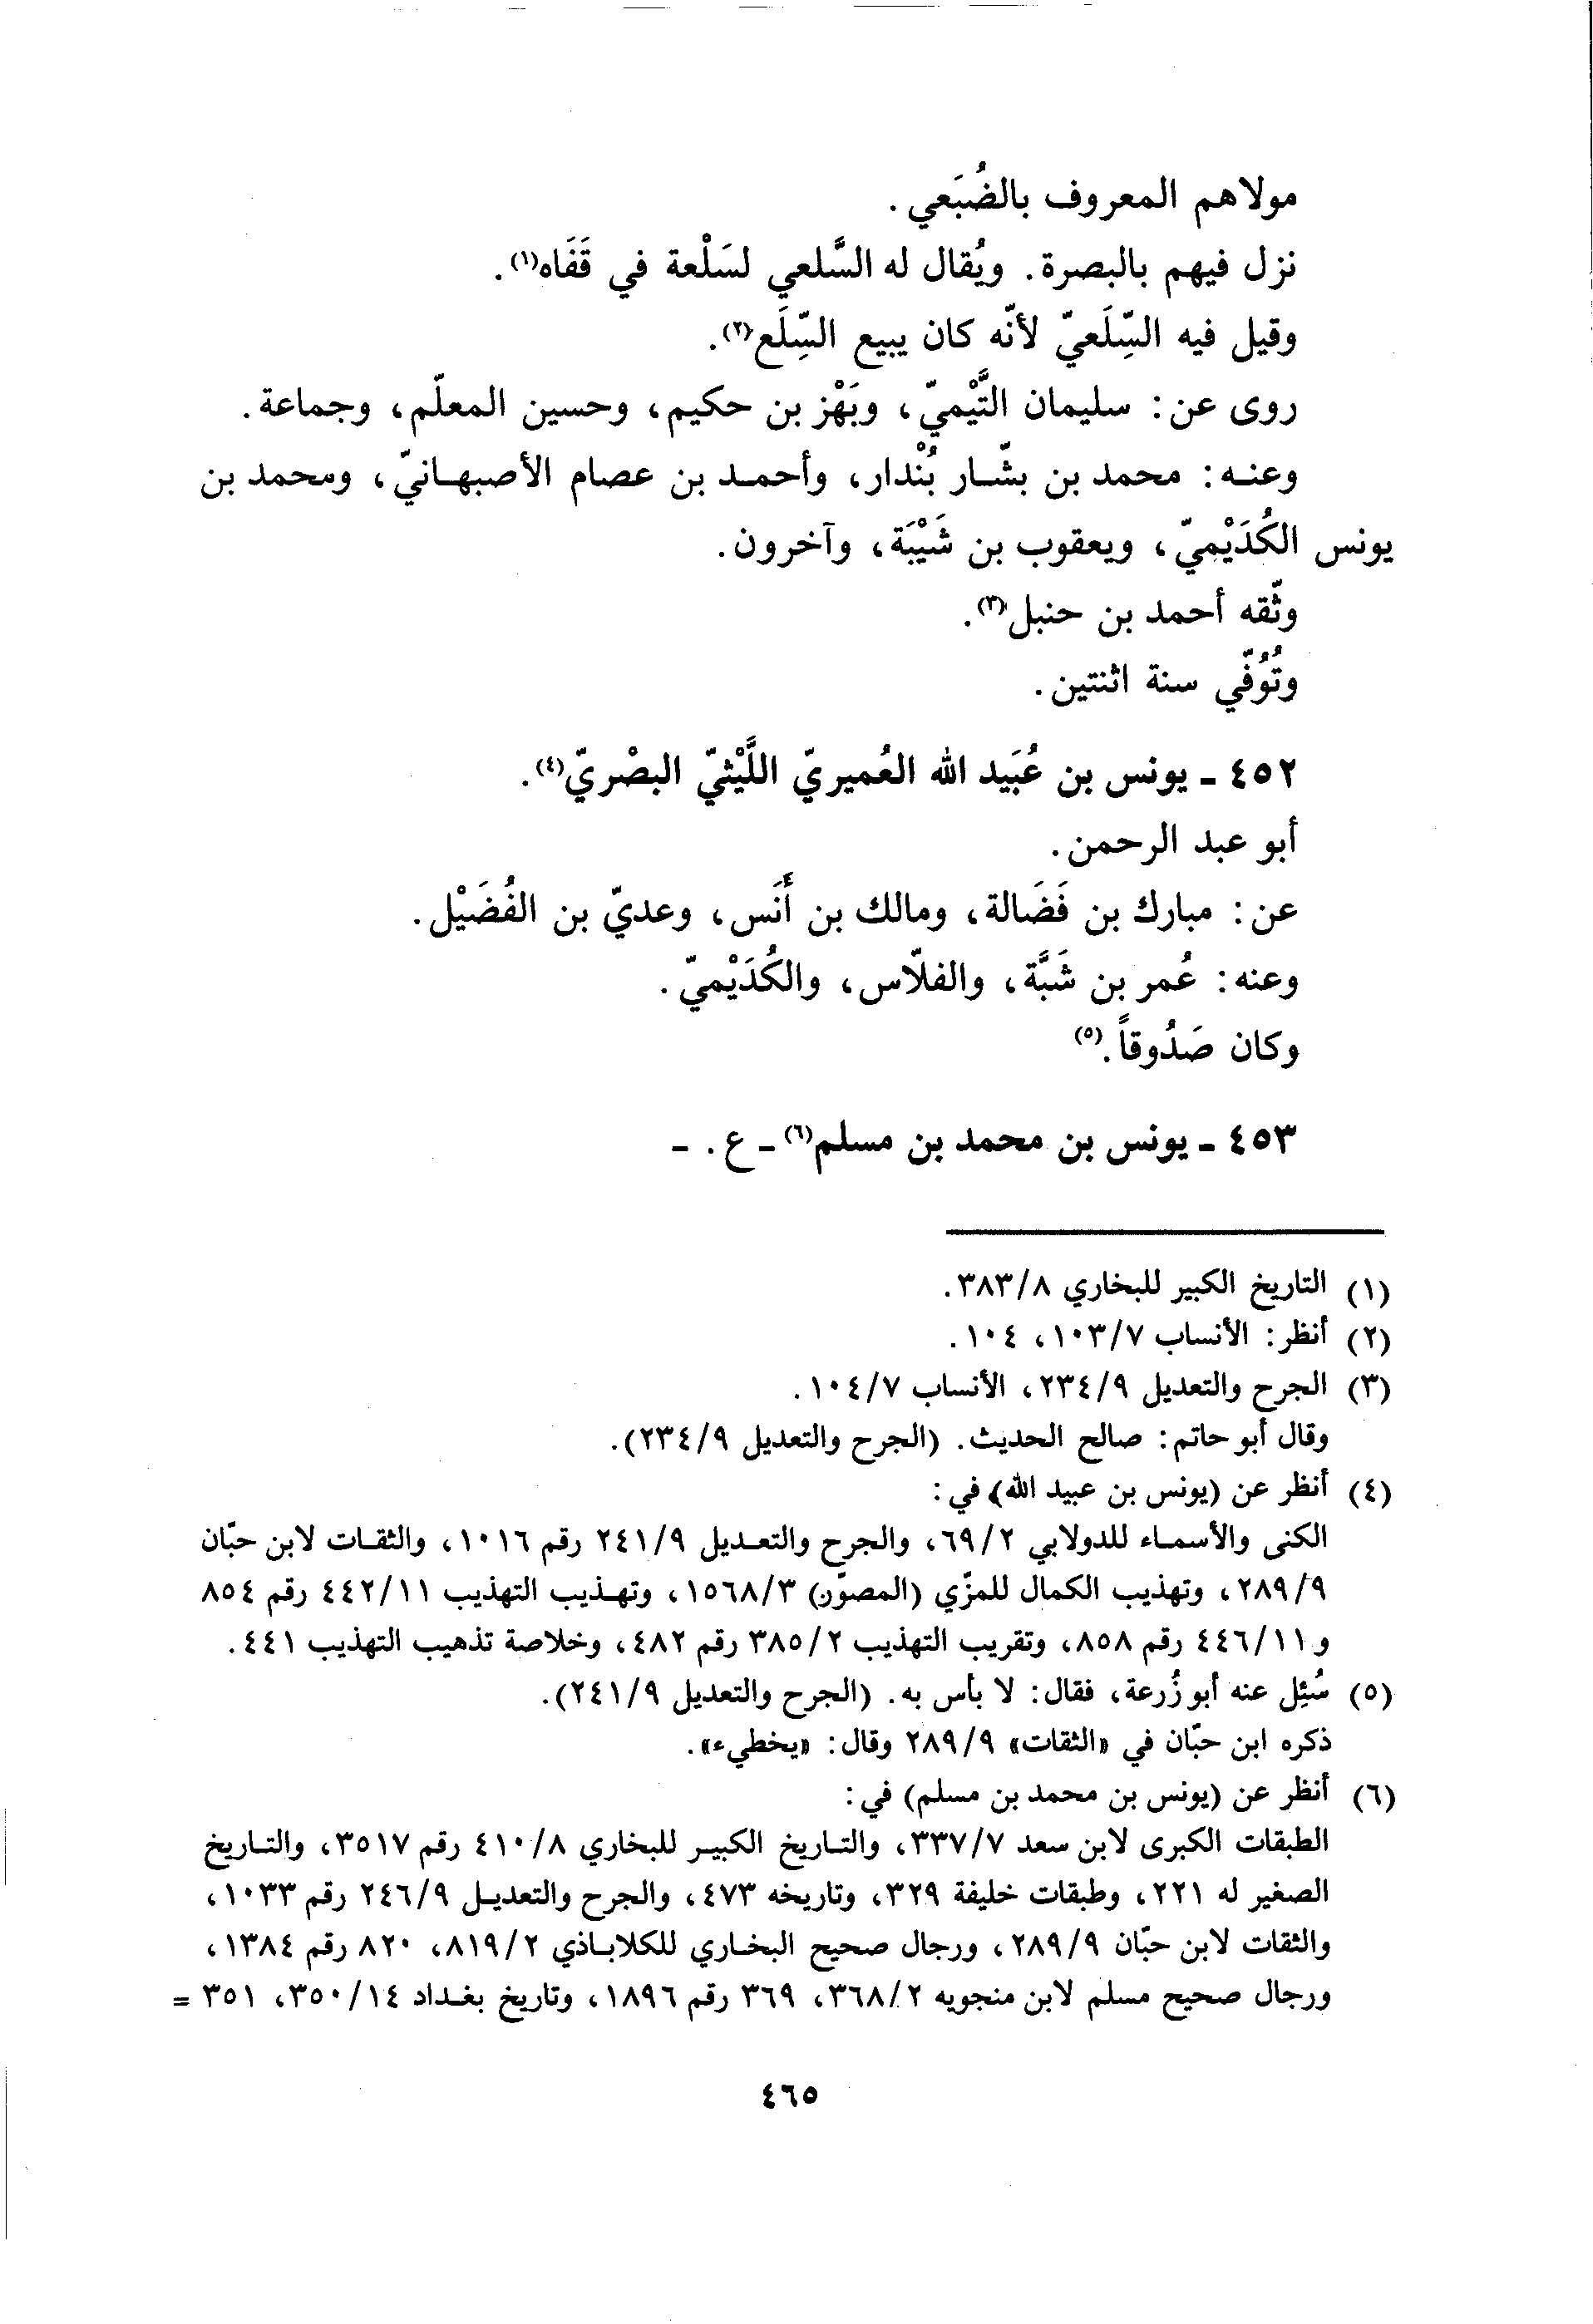 مولاهم المعروف بالضُبَعي.
نزل فيهم بالبصرة. ويُقال له السَّلعي لسَلْعة في قَفَاه(١).
وقيل فيه السِّلَعيّ لأنّه كان يبيع السِّلَع(٢).
روى عن: سليمان التَّيْميّ، وبَهْز بن حكيم، وحسين المعلّم، وجماعة.
وعنه: محمد بن بشّار بُنْدار، وأحمد بن عصام الأصبهانيّ، ومحمد بن
يونس الكُدَيْميّ، ويعقوب بن شَيْبَة، وآخرون.
وثّقه أحمد بن حنبل(٣).
وتُوُفّي سنة اثنتين.
٤٥٢ - يونس بن عُبَيد الله العُميريّ اللَّيْثيّ البصْريّ(٤).
أبو عبد الرحمن.
عن: مبارك بن فَضَالة، ومالك بن أَنَس، وعديّ بن الفُضَيْل.
وعنه: عُمر بن شَبَّة، والفلّاس، والكُدَيْميّ.
وكان صَدُوقاً.(٥)
٤٥٣ - يونس بن محمد بن مسلم(٦) - ع. -
(١) التاريخ الكبير للبخاري ٣٨٣/٨.
(٢) أنظر: الأنساب ١٠٣/٧، ١٠٤.
(٣) الجرح والتعديل ٢٣٤/٩، الأنساب ١٠٤/٧.
وقال أبو حاتم: صالح الحديث. (الجرح والتعديل ٢٣٤/٩).
(٤) أنظر عن (يونس بن عبيد الله) في:
الكنى والأسماء للدولابي ٦٩/٢، والجرح والتعديل ٢٤١/٩ رقم ١٠١٦، والثقات لابن حبّان
٢٨٩/٩، وتهذيب الكمال للمزّي (المصوّر) ١٥٦٨/٣، وتهذيب التهذيب ٤٤٢/١١ رقم ٨٥٤
و٤٤٦/١١ رقم ٨٥٨، وتقريب التهذيب ٣٨٥/٢ رقم ٤٨٢، وخلاصة تذهيب التهذيب ٤٤١.
(٥) سُئِل عنه أبو زُرعة، فقال: لا بأس به. (الجرح والتعديل ٢٤١/٩).
ذكره ابن حبّان في «الثقات» ٢٨٩/٩ وقال: «يخطيء».
(٦) أنظر عن (يونس بن محمد بن مسلم) في:
الطبقات الكبرى لابن سعد ٣٣٧/٧، والتاريخ الكبير للبخاري ٤١٠/٨ رقم ٣٥١٧، والتاريخ
الصغير له ٢٢١، وطبقات خليفة ٣٢٩، وتاريخه ٤٧٣، والجرح والتعديل ٢٤٦/٩ رقم ١٠٣٣،
والثقات لابن حبّان ٢٨٩/٩، ورجال صحيح البخاري للكلاباذي ٨١٩/٢، ٨٢٠ رقم ١٣٨٤،
ورجال صحيح مسلم لابن منجويه ٣٦٨/٢، ٣٦٩ رقم ١٨٩٦، وتاريخ بغداد ٣٥٠/١٤، ٣٥١ =
٤٦٥